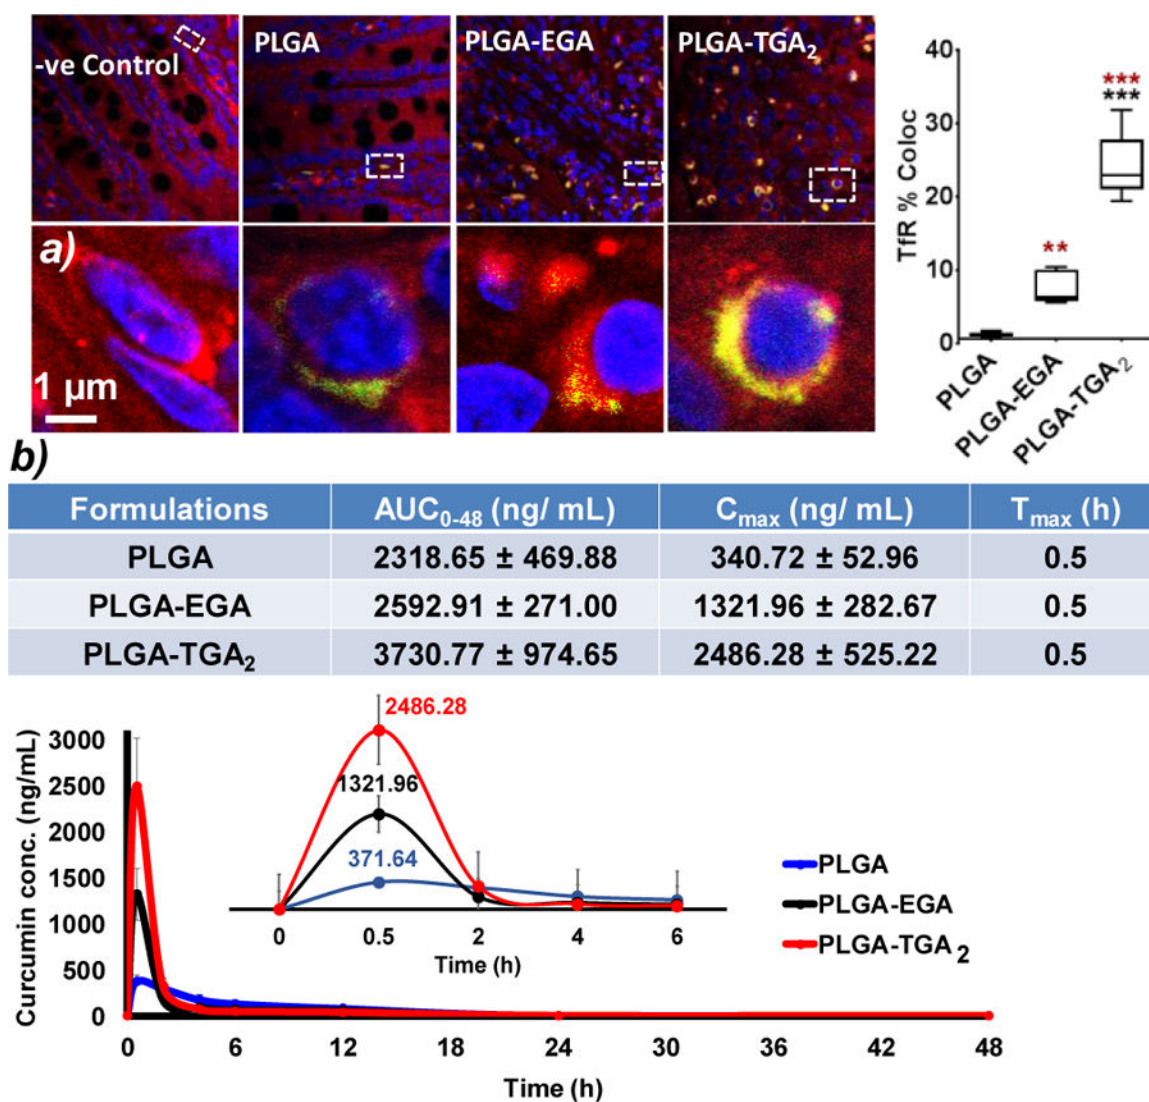 -ve Control
PLGA
PLGA-EGA
PLGA-TGA₂
a)
1 µm
TfR % Coloc
40
30
20
10
0
**
***
***
PLGA
PLGA-EGA
PLGA-TGA₂
b)
Formulations AUC₀₋₄₈ (ng/ mL) Cₘₐₓ (ng/ mL) Tₘₐₓ (h)
PLGA 2318.65 ± 469.88 340.72 ± 52.96 0.5
PLGA-EGA 2592.91 ± 271.00 1321.96 ± 282.67 0.5
PLGA-TGA₂ 3730.77 ± 974.65 2486.28 ± 525.22 0.5
Curcumin conc. (ng/mL)
3000
2500
2000
1500
1000
500
0
2486.28
1321.96
371.64
0 0.5 2 4 6
Time (h)
PLGA
PLGA-EGA
PLGA-TGA ₂
0 6 12 18 24 30 36 42 48
Time (h)